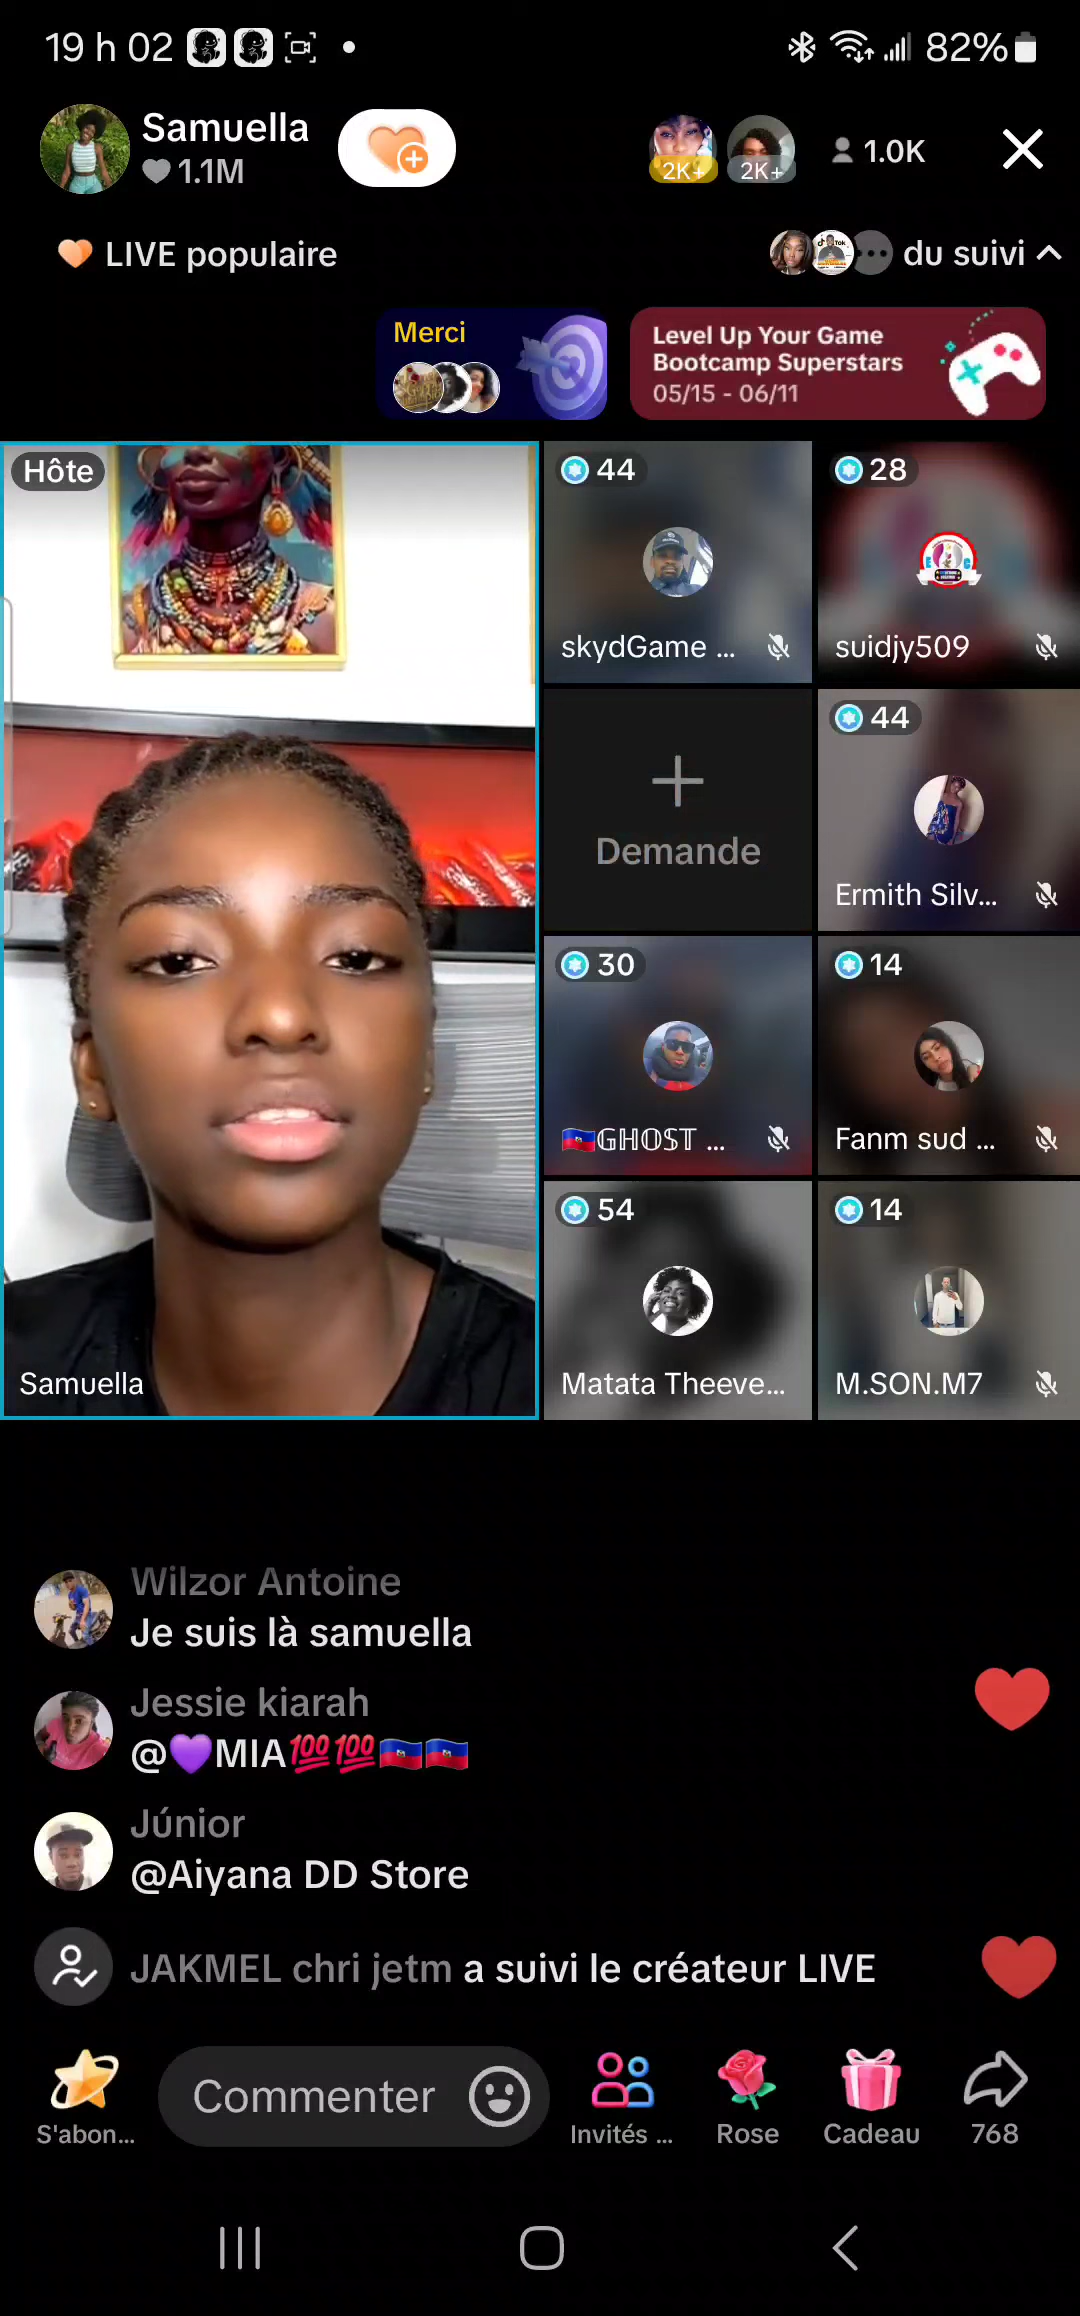 19 h 02
82%
Samuella
1.1M
2K+
2K+
1.0K
LIVE populaire
du suivi
Merci
Level Up Your Game
Bootcamp Superstars
05/15 - 06/11
Hôte
44
28
skydGame ...
suidjy509
44
Demande
Ermith Silv...
30
14
🇭🇹GHOST ...
Fanm sud ...
54
14
Samuella
Matata Theeve...
M.SON.M7
Wilzor Antoine
Je suis là samuella
Jessie kiarah
@💜MIA💯💯🇭🇹🇭🇹
Júnior
@Aiyana DD Store
JAKMEL chri jetm a suivi le créateur LIVE
Commenter
S'abon...
Invités ...
Rose
Cadeau
768